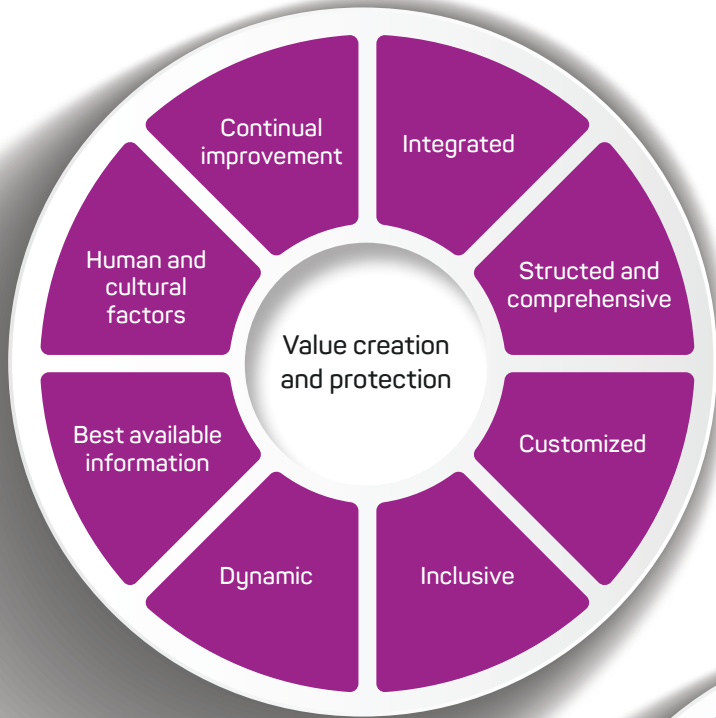 Continual
improvement
Integrated
Structed and
comprehensive
Customized
Inclusive
Dynamic
Best available
information
Human and
cultural
factors
Value creation
and protection